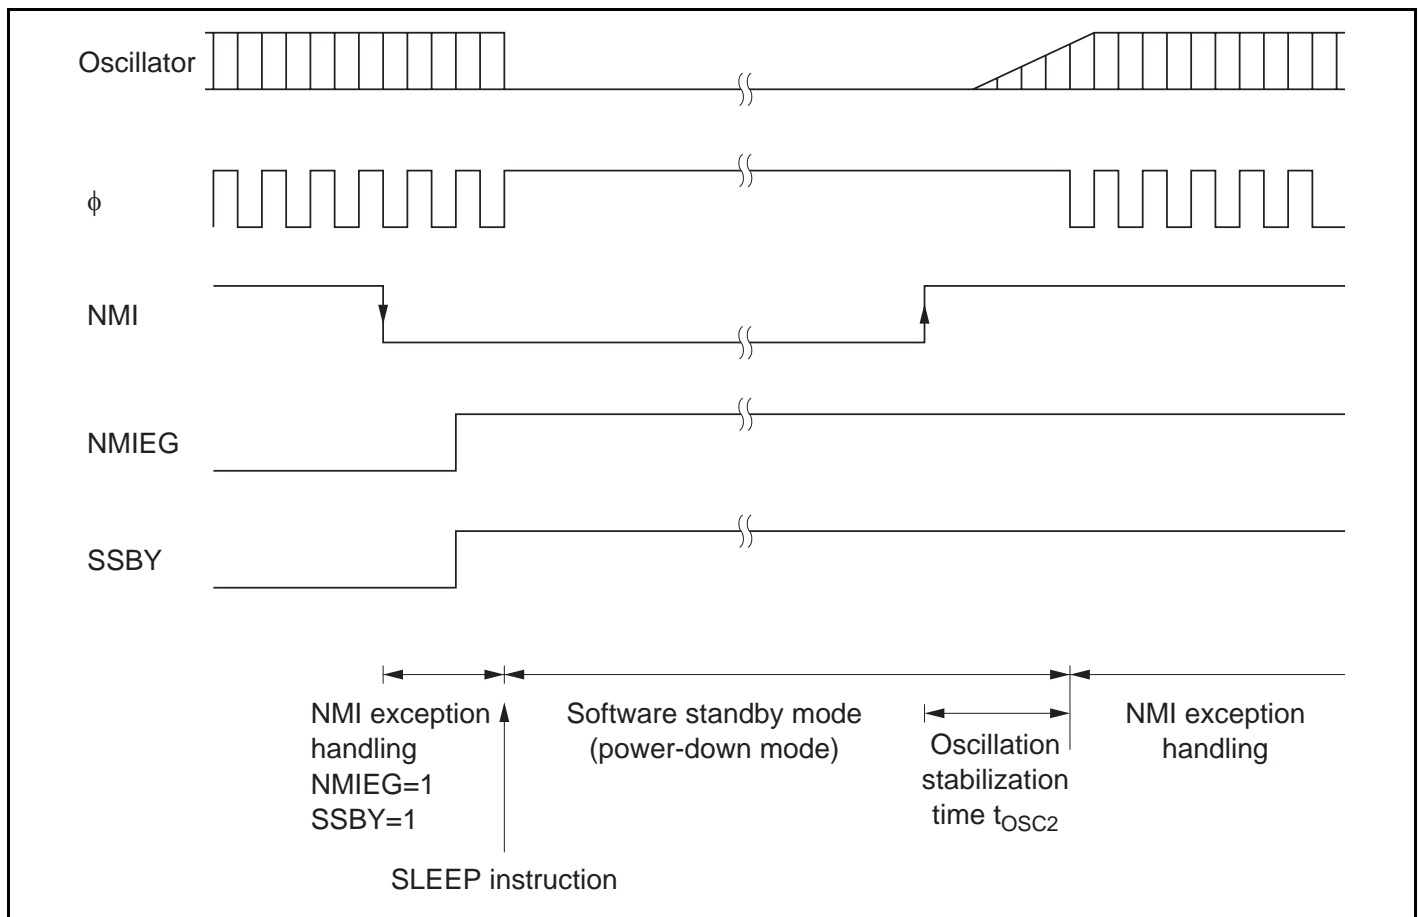 Oscillator
ϕ
NMI
NMIEG
SSBY
NMI exception
handling
NMIEG=1
SSBY=1
Software standby mode
(power-down mode)
Oscillation
stabilization
time tOSC2
NMI exception
handling
SLEEP instruction